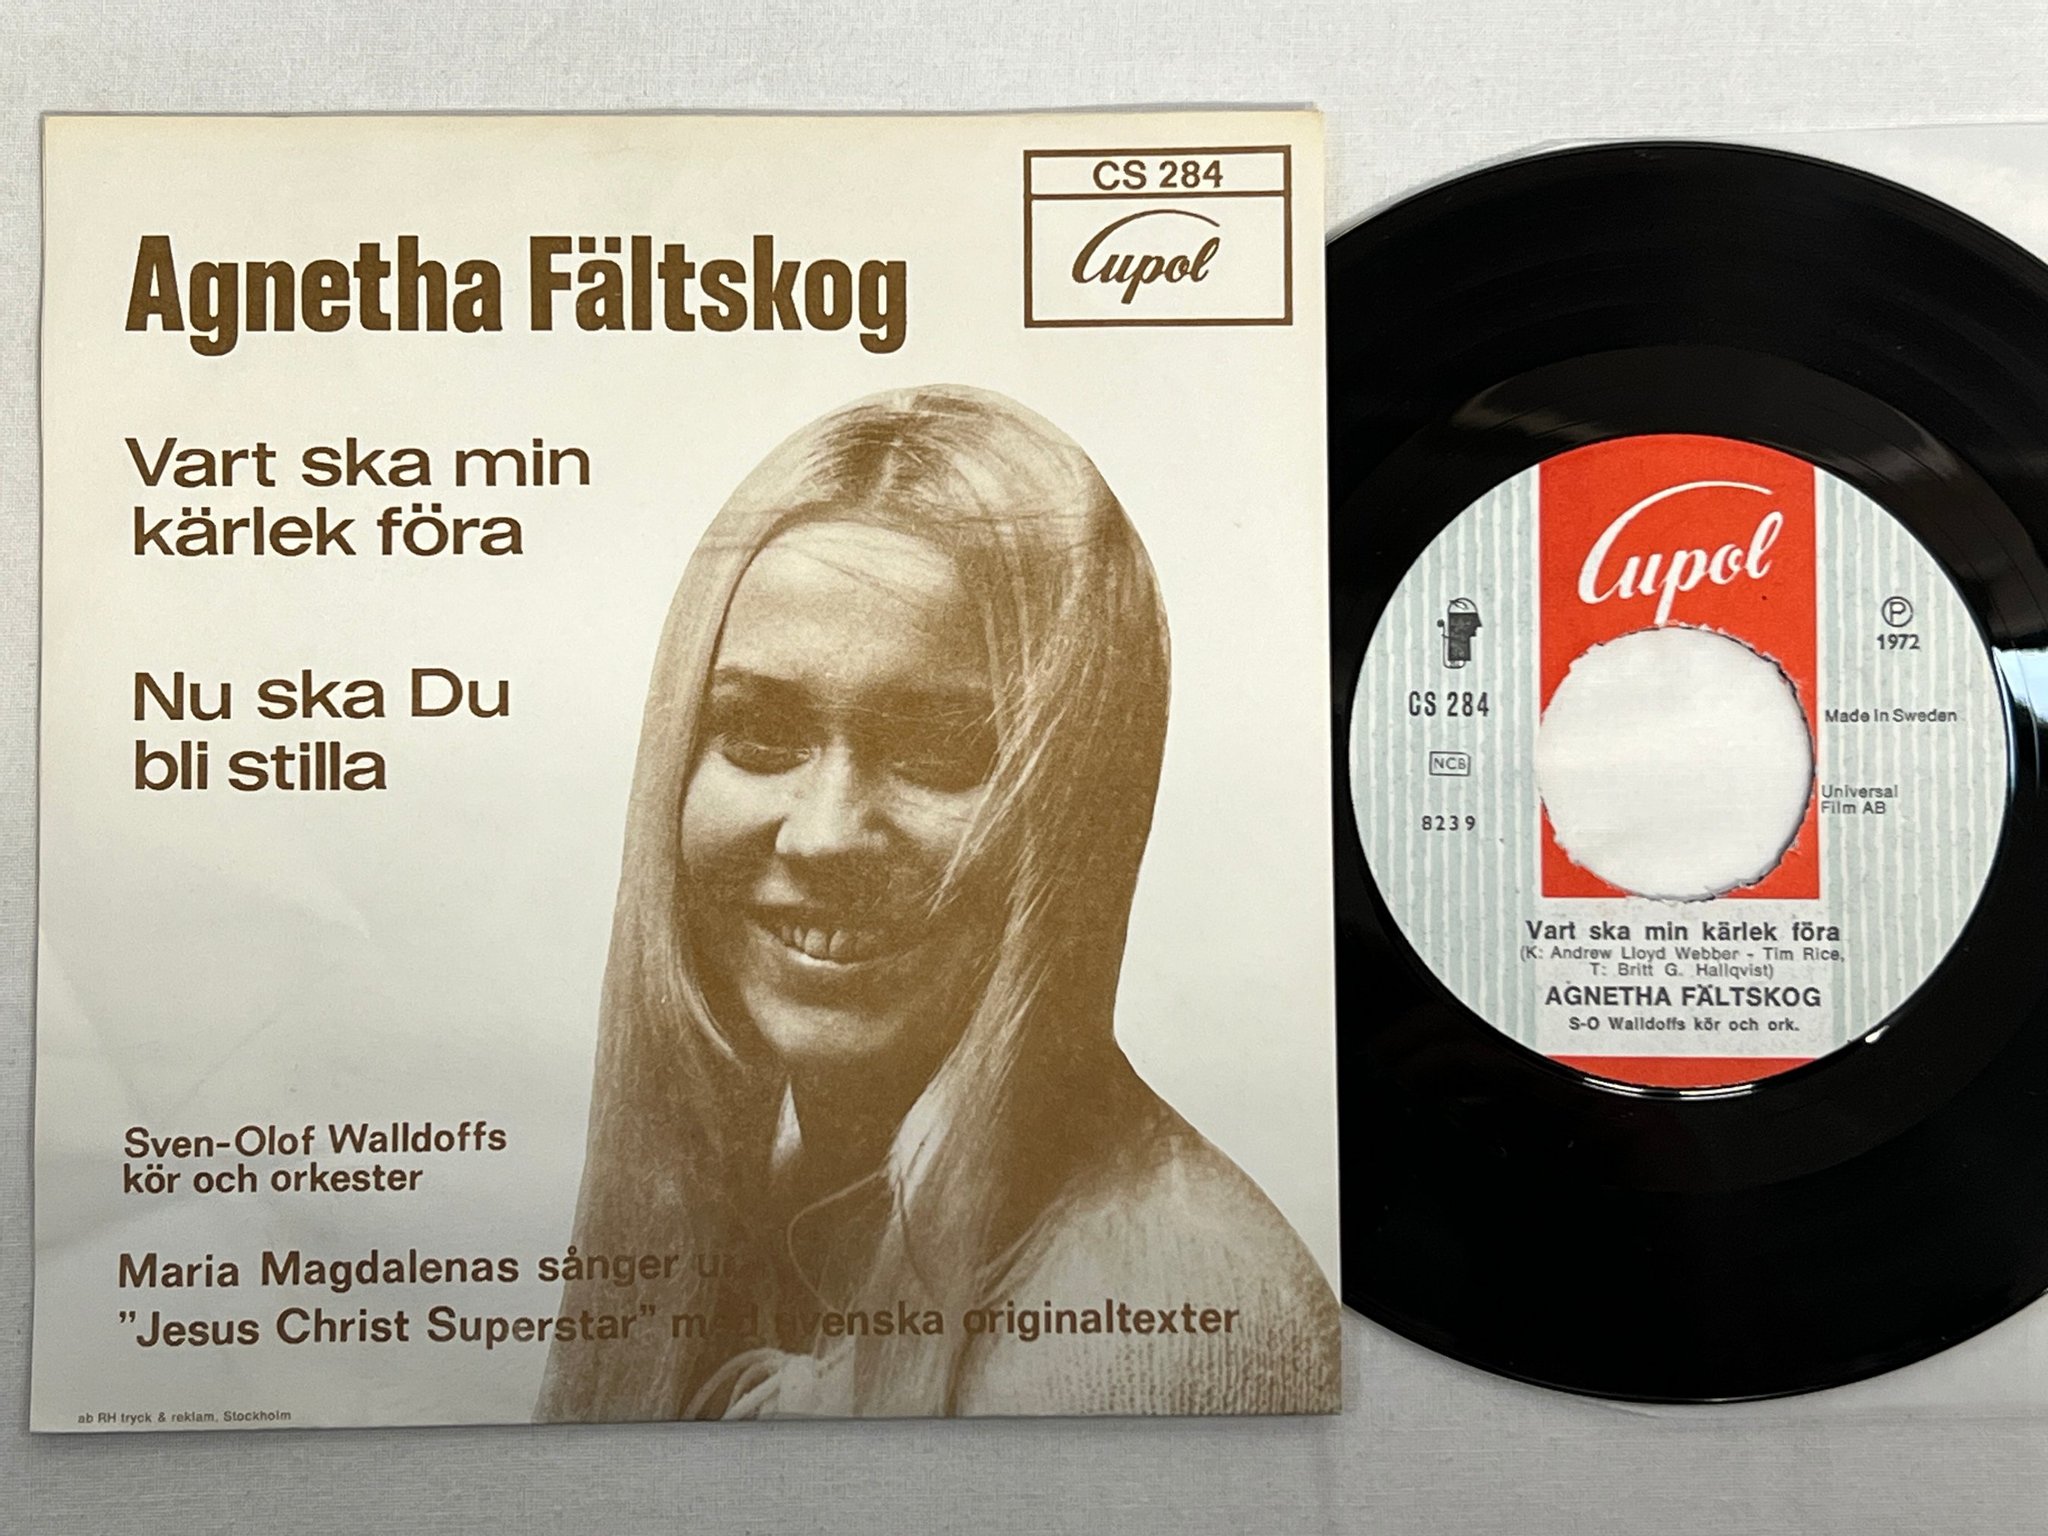 CS 284
Cupol
Agnetha Fältskog
Vart ska min
kärlek föra
Nu ska Du
bli stilla
Sven-Olof Walldoffs
kör och orkester
Maria Magdalenas sånger ur
"Jesus Christ Superstar" med svenska originaltexter
ab RH tryck & reklam, Stockholm
Cupol
P
1972
CS 284
Made in Sweden
NCB
Universal
Film AB
8239
Vart ska min kärlek föra
(K: Andrew Lloyd Webber - Tim Rice,
T: Britt G. Hallqvist)
AGNETHA FÄLTSKOG
S-O Walldoffs kör och ork.